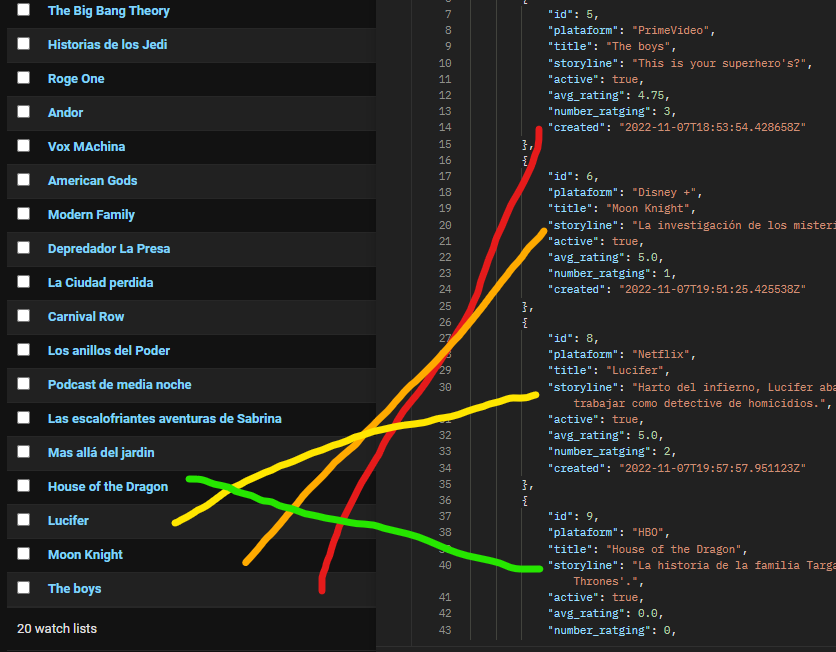 The Big Bang Theory
Historias de los Jedi
Roge One
Andor
Vox MAchina
American Gods
Modern Family
Depredador La Presa
La Ciudad perdida
Carnival Row
Los anillos del Poder
Podcast de media noche
Las escalofriantes aventuras de Sabrina
Mas allá del jardin
House of the Dragon
Lucifer
Moon Knight
The boys
20 watch lists
7 "id": 5,
8 "plataform": "PrimeVideo",
9 "title": "The boys",
10 "storyline": "This is your superhero's?",
11 "active": true,
12 "avg_rating": 4.75,
13 "number_ratging": 3,
14 "created": "2022-11-07T18:53:54.428658Z"
15 },
16 {
17 "id": 6,
18 "plataform": "Disney +",
19 "title": "Moon Knight",
20 "storyline": "La investigación de los misteri
21 "active": true,
22 "avg_rating": 5.0,
23 "number_ratging": 1,
24 "created": "2022-11-07T19:51:25.425538Z"
25 },
26 {
27 "id": 8,
28 "plataform": "Netflix",
29 "title": "Lucifer",
30 "storyline": "Harto del infierno, Lucifer aba
trabajar como detective de homicidios.",
31 "active": true,
32 "avg_rating": 5.0,
33 "number_ratging": 2,
34 "created": "2022-11-07T19:57:57.951123Z"
35 },
36 {
37 "id": 9,
38 "plataform": "HBO",
39 "title": "House of the Dragon",
40 "storyline": "La historia de la familia Targa
Thrones'.",
41 "active": true,
42 "avg_rating": 0.0,
43 "number_ratging": 0,